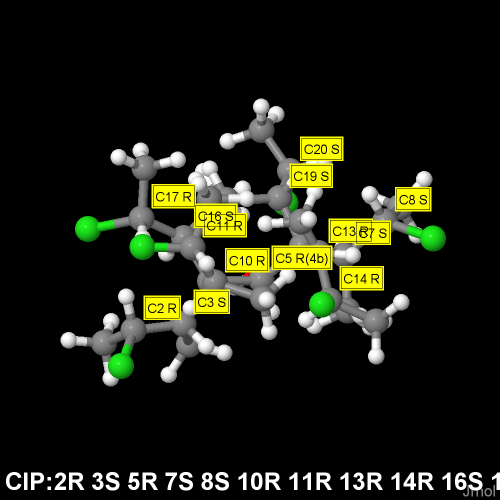 C20 S
C19 S
C8 S
C17 R
C16 S
C11 R
C13 R
C7 S
C5 R(4b)
C10 R
C14 R
C3 S
C2 R
CIP:2R 3S 5R 7S 8S 10R 11R 13R 14R 16S 1
Jmol